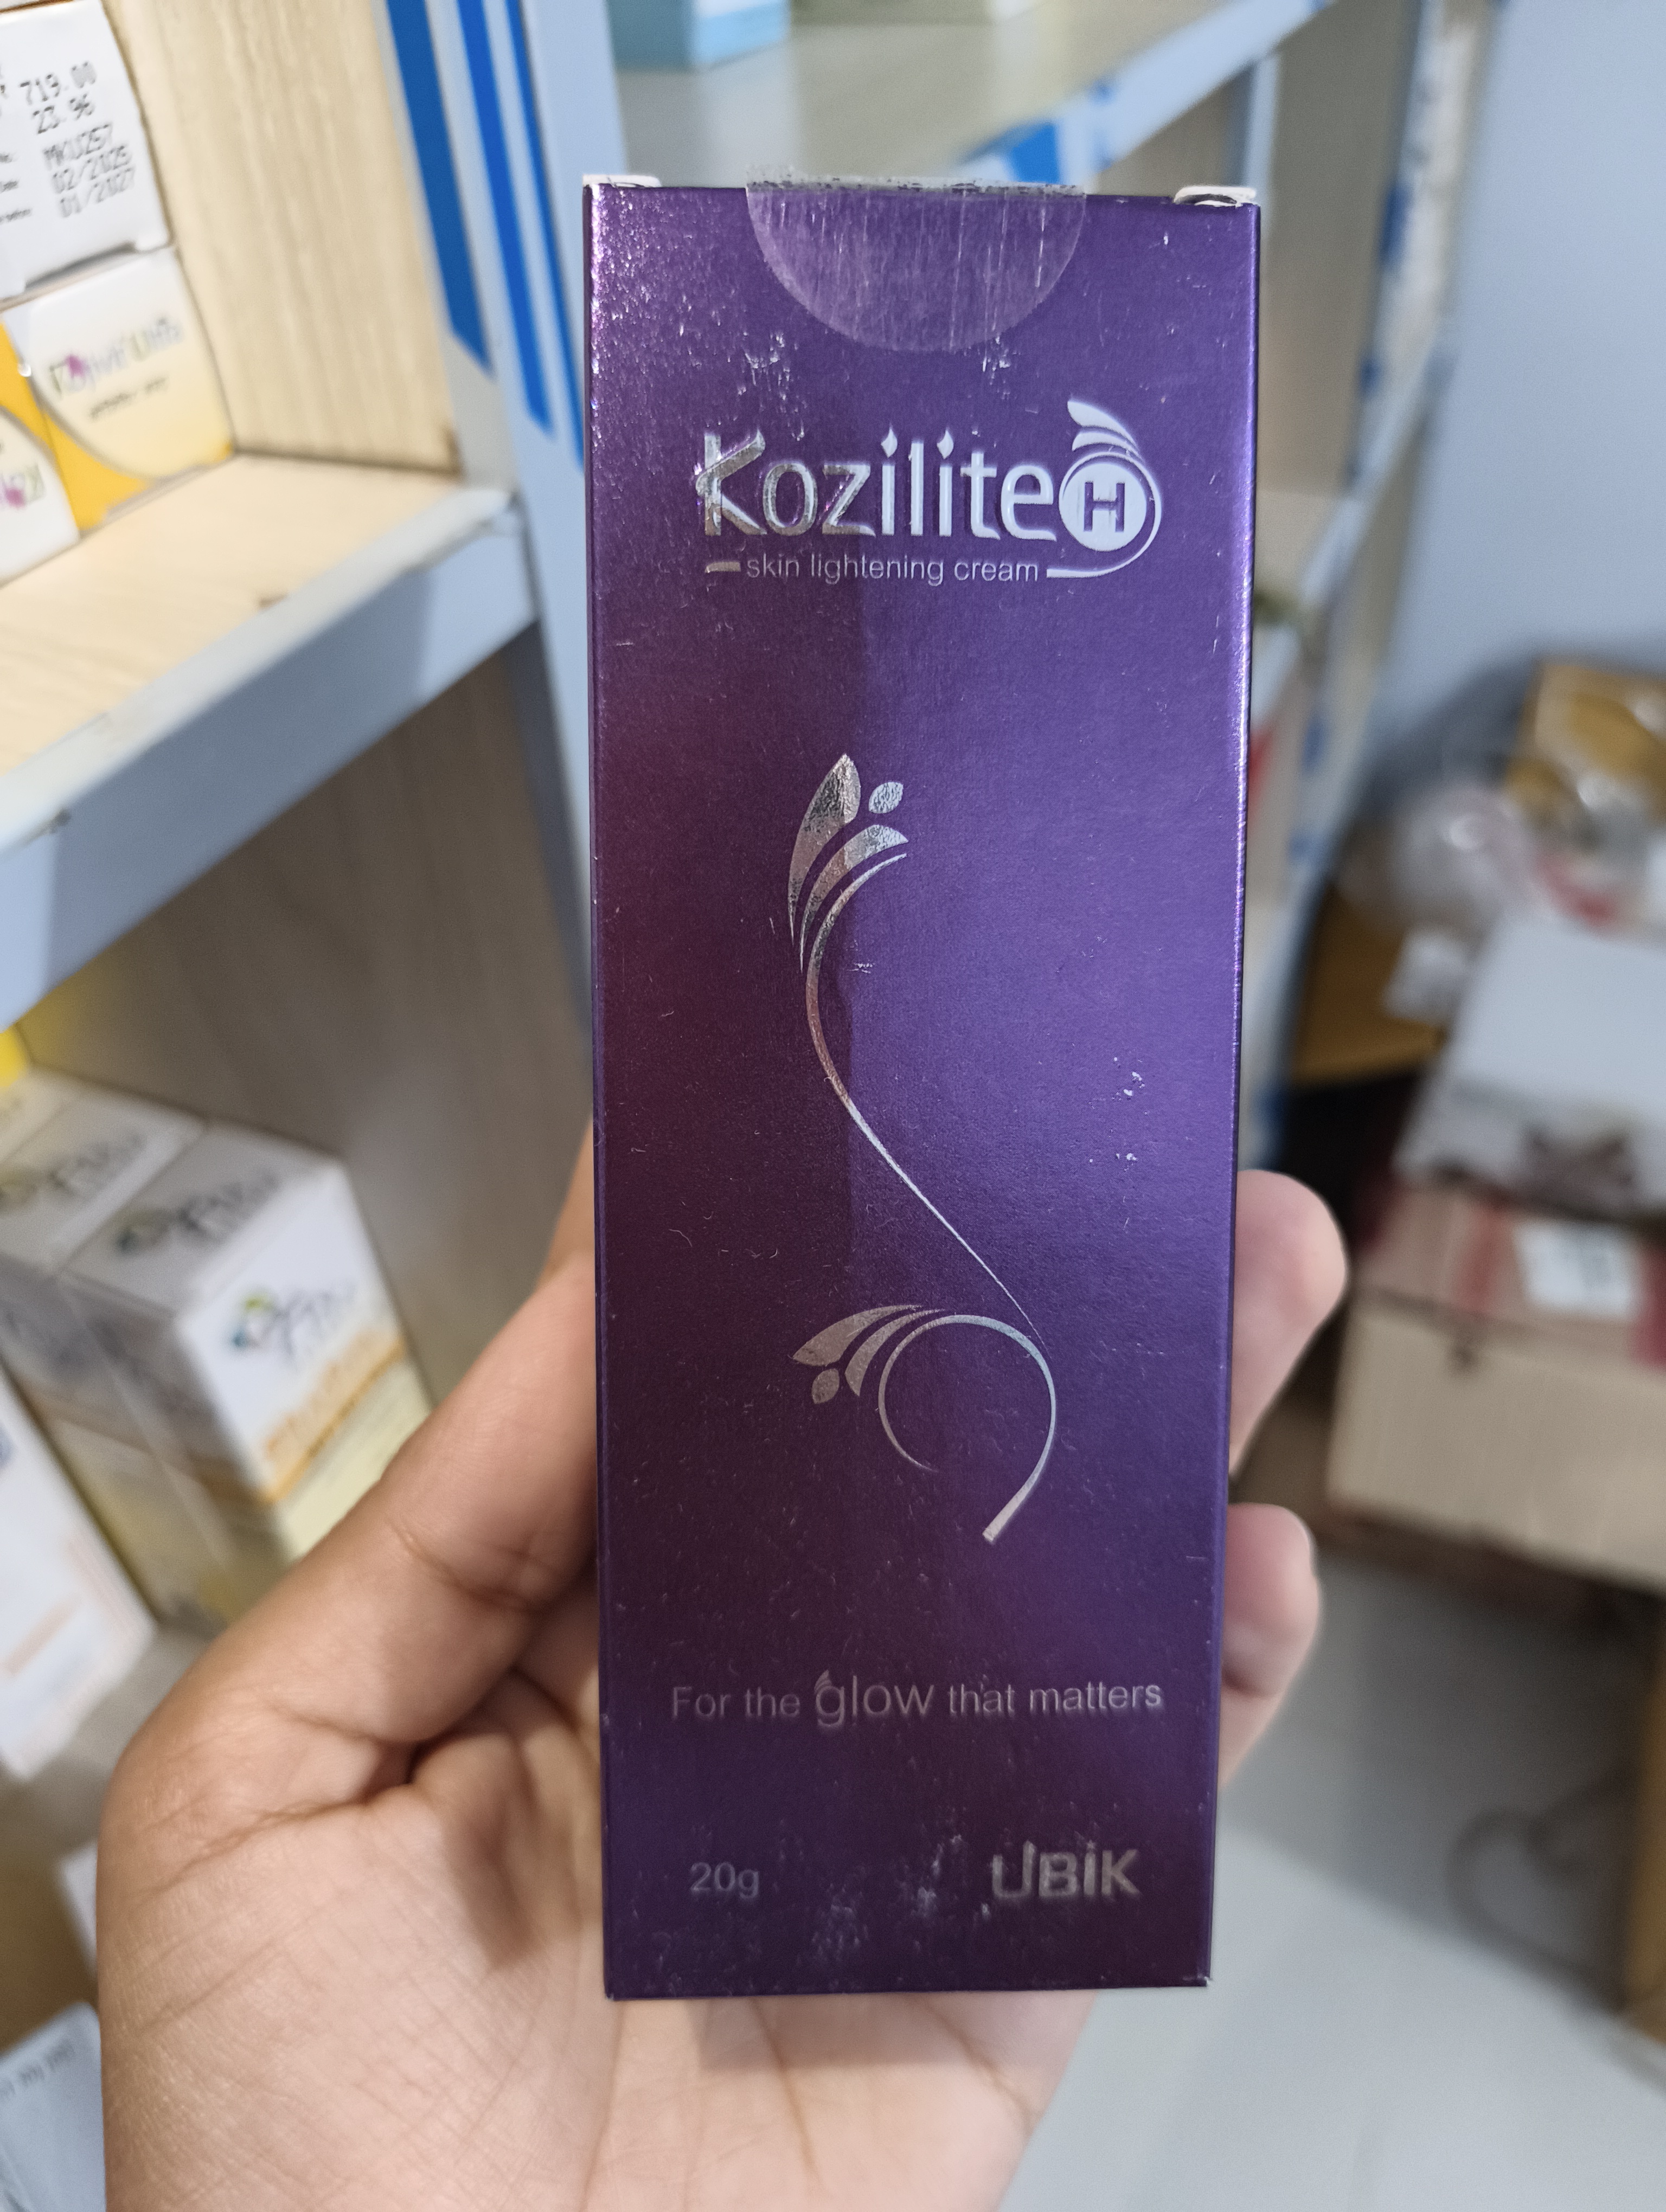 719.00
23.96
MKU257
02/2025
01/2027
Kozilite H
skin lightening cream
For the glow that matters
20g
UBIK